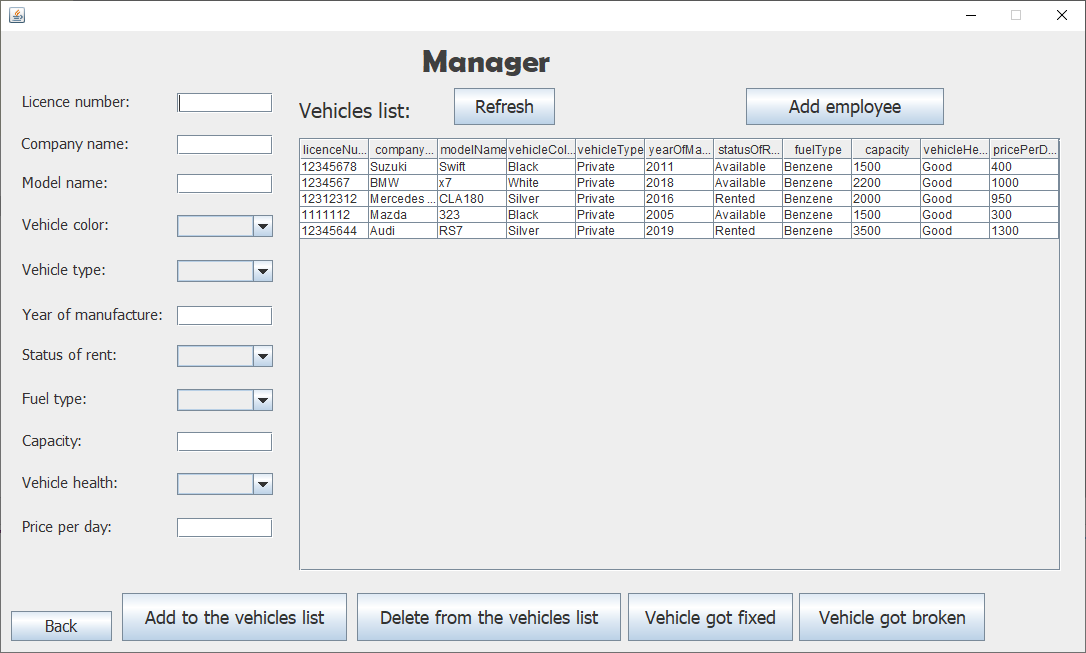 Manager
Licence number:
Company name:
Model name:
Vehicle color:
Vehicle type:
Year of manufacture:
Status of rent:
Fuel type:
Capacity:
Vehicle health:
Price per day:
Vehicles list:
Refresh
Add employee
licenceNu... company... modelName vehicleCol... vehicleType yearOfMa... statusOfR... fuelType capacity vehicleHe... pricePerD...
12345678 Suzuki Swift Black Private 2011 Available Benzene 1500 Good 400
1234567 BMW x7 White Private 2018 Available Benzene 2200 Good 1000
12312312 Mercedes ... CLA180 Silver Private 2016 Rented Benzene 2000 Good 950
1111112 Mazda 323 Black Private 2005 Available Benzene 1500 Good 300
12345644 Audi RS7 Silver Private 2019 Rented Benzene 3500 Good 1300
Back
Add to the vehicles list
Delete from the vehicles list
Vehicle got fixed
Vehicle got broken